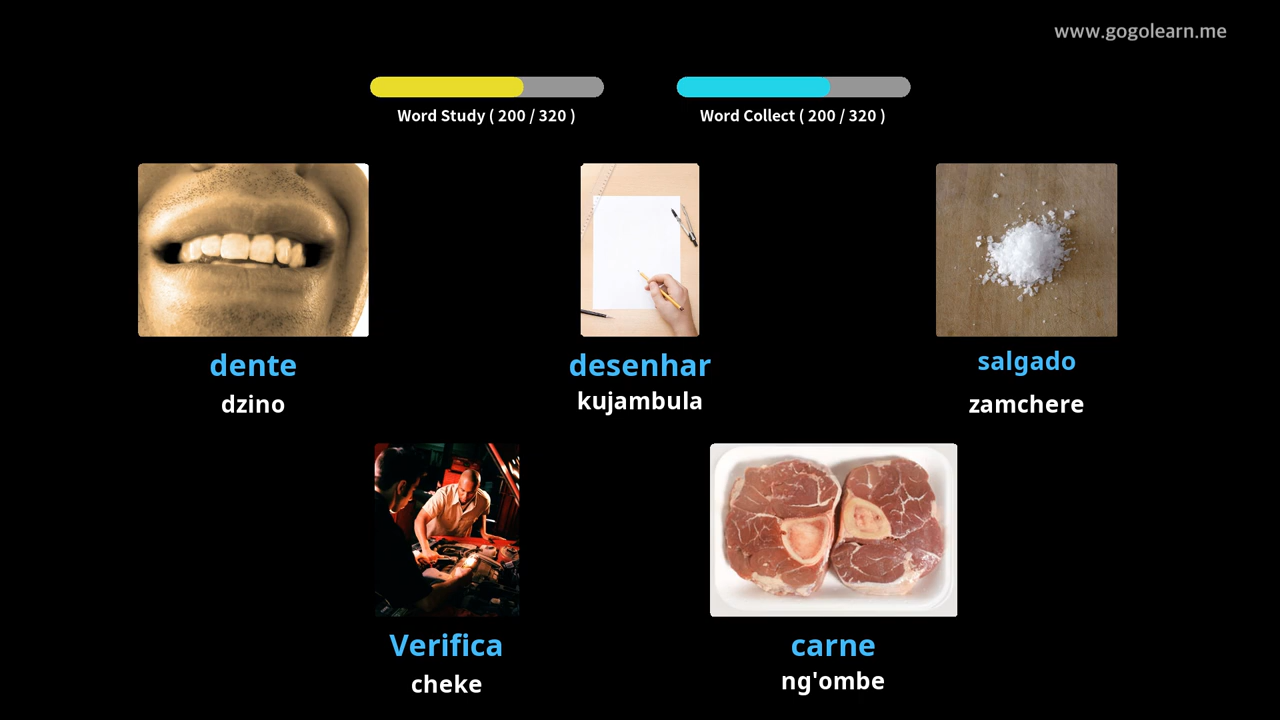 www.gogolearn.me
Word Study ( 200 / 320 )
Word Collect ( 200 / 320 )
dente
dzino
desenhar
kujambula
salgado
zamchere
Verifica
cheke
carne
ng'ombe